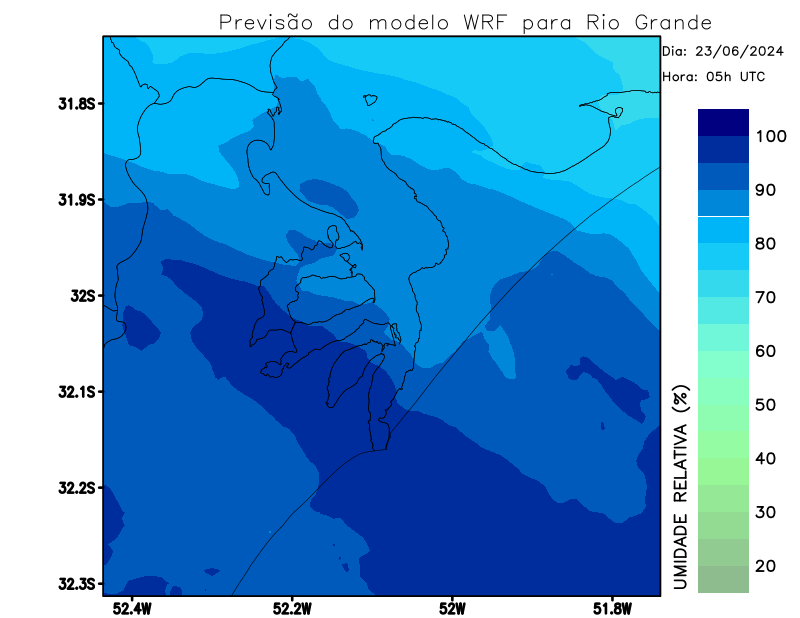 Previsão do modelo WRF para Rio Grande
Dia: 23/06/2024
Hora: 05h UTC
31.8S
31.9S
32S
32.1S
32.2S
32.3S
52.4W
52.2W
52W
51.8W
100
90
80
70
60
50
40
30
20
UMIDADE RELATIVA (%)